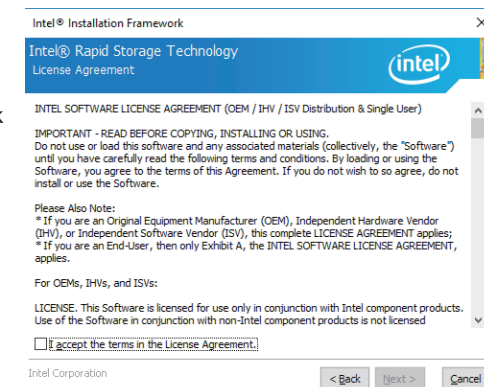 Intel® Installation Framework
Intel® Rapid Storage Technology
License Agreement
intel
INTEL SOFTWARE LICENSE AGREEMENT (OEM / IHV / ISV Distribution & Single User)
IMPORTANT - READ BEFORE COPYING, INSTALLING OR USING.
Do not use or load this software and any associated materials (collectively, the "Software")
until you have carefully read the following terms and conditions. By loading or using the
Software, you agree to the terms of this Agreement. If you do not wish to so agree, do not
install or use the Software.
Please Also Note:
* If you are an Original Equipment Manufacturer (OEM), Independent Hardware Vendor
(IHV), or Independent Software Vendor (ISV), this complete LICENSE AGREEMENT applies;
* If you are an End-User, then only Exhibit A, the INTEL SOFTWARE LICENSE AGREEMENT,
applies.
For OEMs, IHVs, and ISVs:
LICENSE. This Software is licensed for use only in conjunction with Intel component products.
Use of the Software in conjunction with non-Intel component products is not licensed
I accept the terms in the License Agreement.
Intel Corporation
< Back Next > Cancel